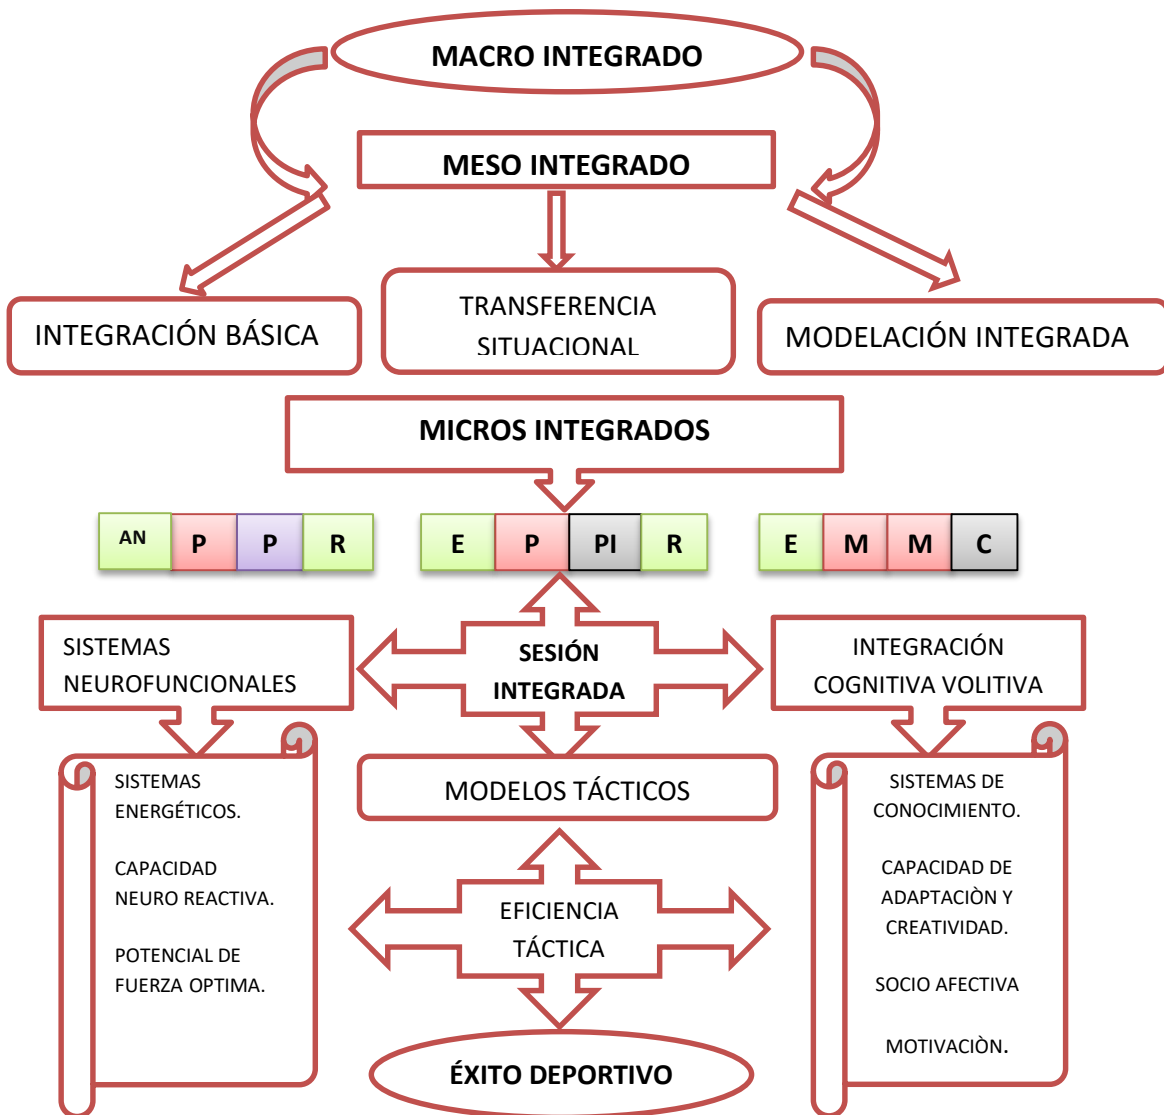 MACRO INTEGRADO
MESO INTEGRADO
INTEGRACIÓN BÁSICA
TRANSFERENCIA
SITUACIONAL
MODELACIÓN INTEGRADA
MICROS INTEGRADOS
AN P P R
E P PI R
E M M C
SISTEMAS
NEUROFUNCIONALES
SESIÓN
INTEGRADA
INTEGRACIÓN
COGNITIVA VOLITIVA
SISTEMAS
ENERGÉTICOS.
CAPACIDAD
NEURO REACTIVA.
POTENCIAL DE
FUERZA OPTIMA.
MODELOS TÁCTICOS
SISTEMAS DE
CONOCIMIENTO.
CAPACIDAD DE
ADAPTACIÒN Y
CREATIVIDAD.
SOCIO AFECTIVA
MOTIVACIÒN.
EFICIENCIA
TÁCTICA
ÉXITO DEPORTIVO